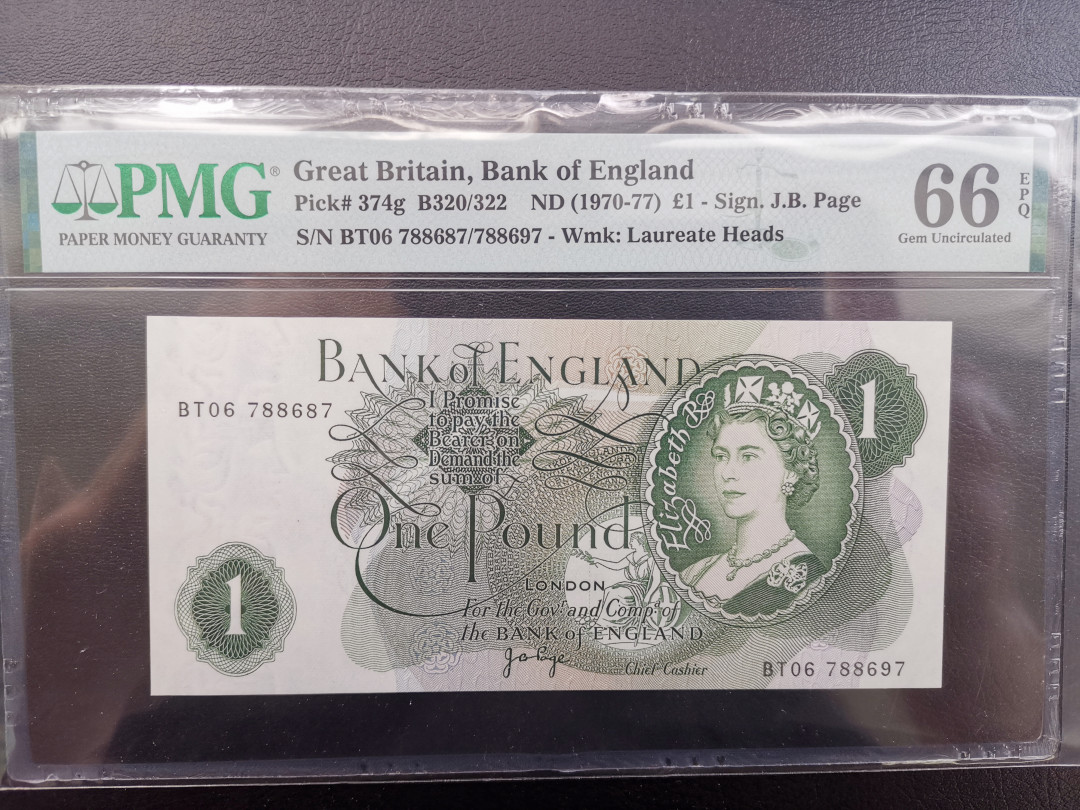 PMG®
PAPER MONEY GUARANTY
Great Britain, Bank of England
Pick# 374g B320/322 ND (1970-77) £1 - Sign. J.B. Page
S/N BT06 788687/788697 - Wmk: Laureate Heads
66
EPQ
Gem Uncirculated
BANK of ENGLAND
BT06 788687
I Promise
to pay the
Bearer on
Demand the
sum of
One Pound
Elizabeth R
1
1
LONDON
For the Govr. and Compa. of
the BANK of ENGLAND
JB Page
Chief Cashier
BT06 788697